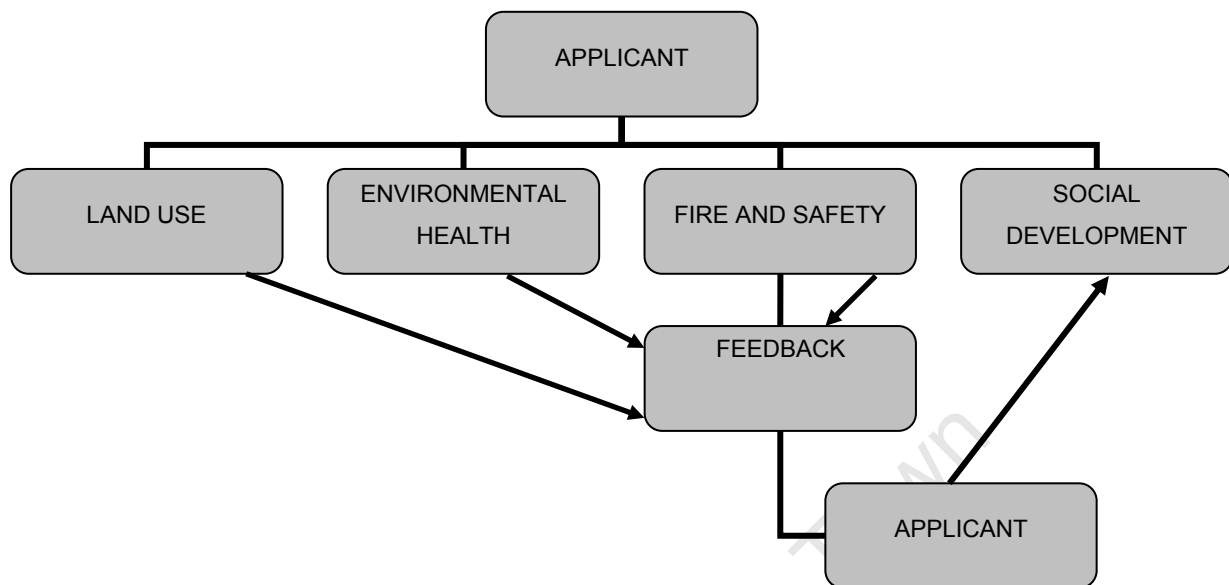 APPLICANT
LAND USE
ENVIRONMENTAL
HEALTH
FIRE AND SAFETY
SOCIAL
DEVELOPMENT
FEEDBACK
APPLICANT